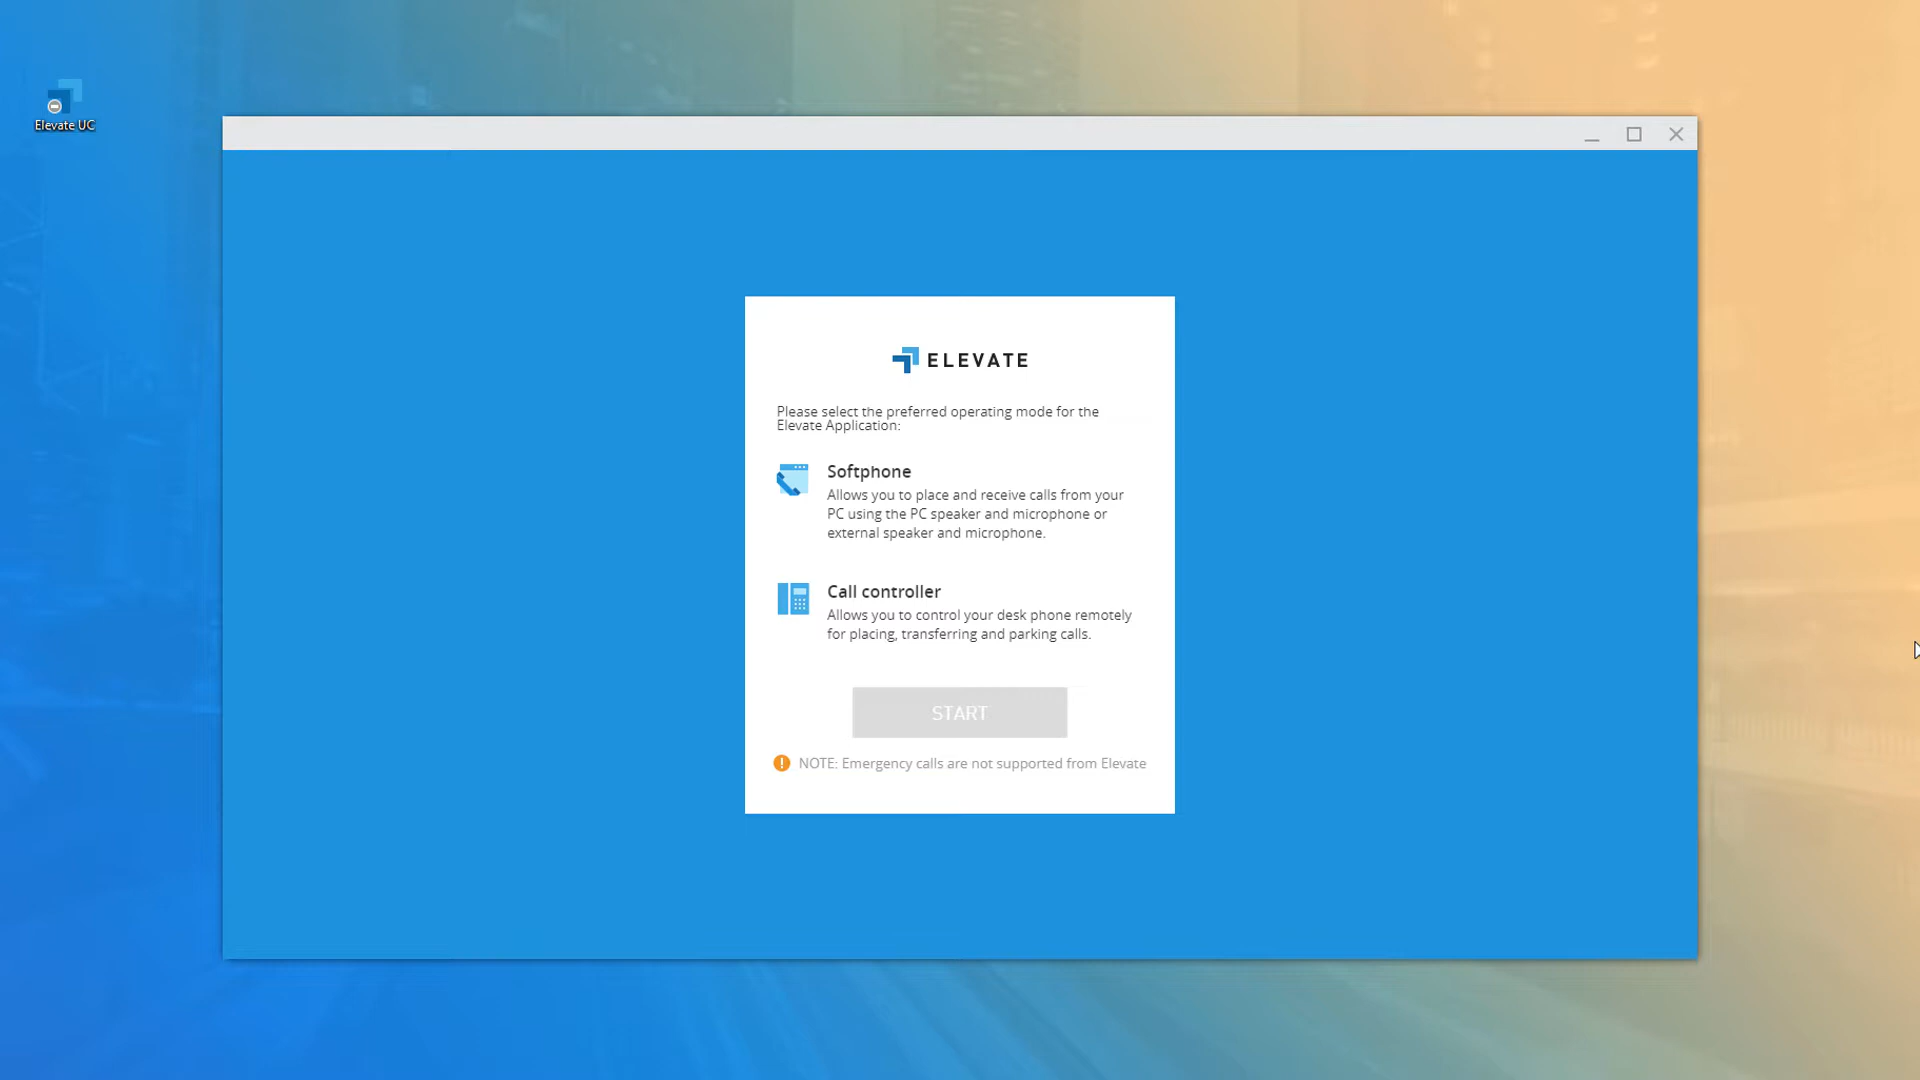 Elevate UC
ELEVATE
Please select the preferred operating mode for the
Elevate Application:
Softphone
Allows you to place and receive calls from your
PC using the PC speaker and microphone or
external speaker and microphone.
Call controller
Allows you to control your desk phone remotely
for placing, transferring and parking calls.
START
NOTE: Emergency calls are not supported from Elevate